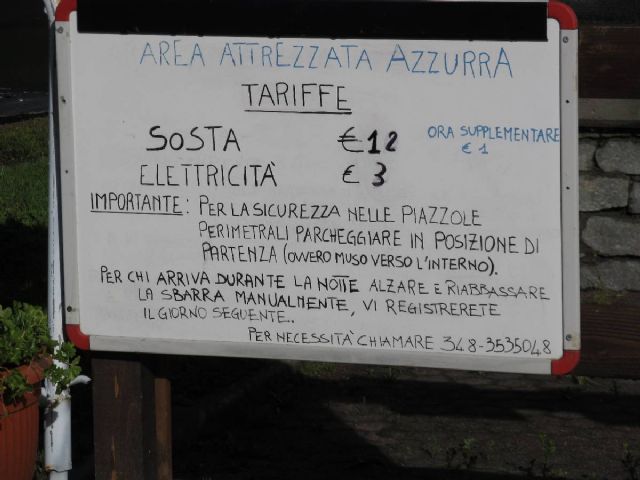 AREA ATTREZZATA AZZURRA
TARIFFE
SOSTA € 12 ORA SUPPLEMENTARE
€ 1
ELETTRICITÀ € 3
IMPORTANTE: PER LA SICUREZZA NELLE PIAZZOLE
PERIMETRALI PARCHEGGIARE IN POSIZIONE DI
PARTENZA (OVVERO MUSO VERSO L'INTERNO).
PER CHI ARRIVA DURANTE LA NOTTE ALZARE E RIABBASSARE
LA SBARRA MANUALMENTE, VI REGISTRERETE
IL GIORNO SEGUENTE..
PER NECESSITÀ CHIAMARE 348-3535048